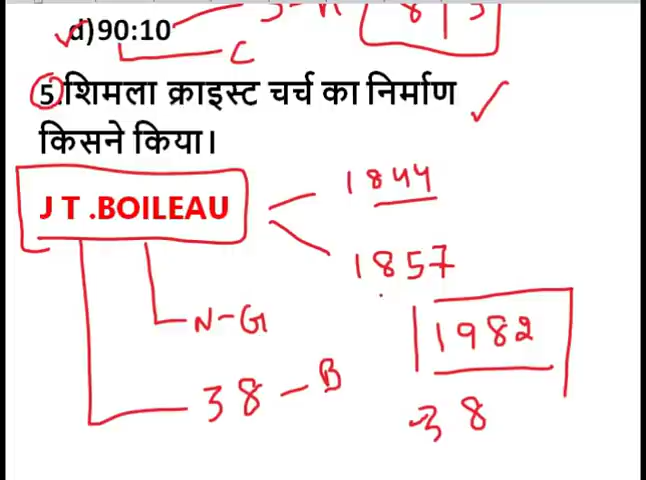 d)90:10
C
5.शिमला क्राइस्ट चर्च का निर्माण
किसने किया।
J T .BOILEAU
1844
1857
N-G
1982
38-B
38